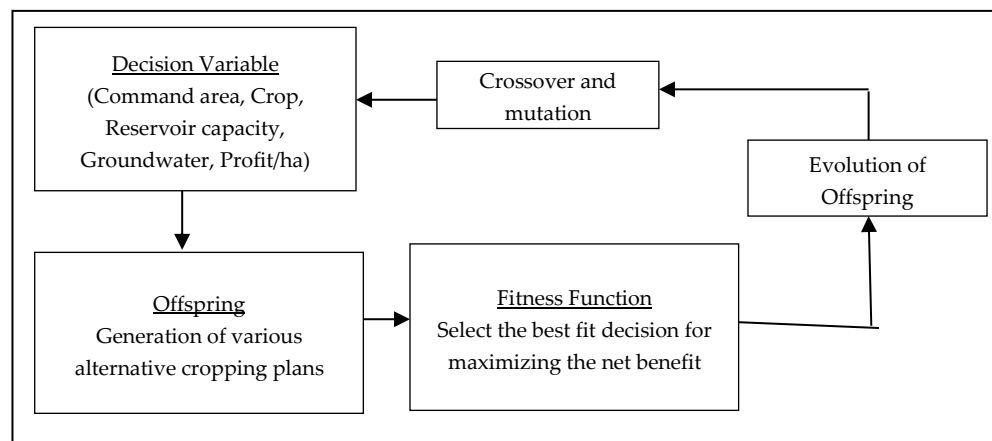 Decision Variable
(Command area, Crop,
Reservoir capacity,
Groundwater, Profit/ha)
Crossover and
mutation
Evolution of
Offspring
Offspring
Generation of various
alternative cropping plans
Fitness Function
Select the best fit decision for
maximizing the net benefit